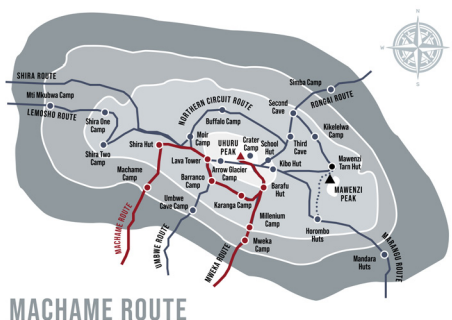 SHIRA ROUTE
Mti Mkubwa Camp
LEMOSHO ROUTE
Shira One
Camp
Shira Two
Camp
Shira Hut
Machame
Camp
MACHAME ROUTE
NORTHERN CIRCUIT ROUTE
Buffalo Camp
Moir
Camp
Lava Tower
UHURU
PEAK
Crater
Camp
Arrow Glacier
Camp
Barranco
Camp
Umbwe
Cave Camp
UMBWE ROUTE
Karanga Camp
Barafu
Hut
Millenium
Camp
Mweka
Camp
MWEKA ROUTE
Simba Camp
RONGAI ROUTE
Second
Cave
Third
Cave
Kikelelwa
Camp
School
Hut
Kibo Hut
Mawenzi
Tarn Hut
MAWENZI
PEAK
Horombo
Huts
Mandara
Huts
MARANGU ROUTE
N
W
E
S
MACHAME ROUTE